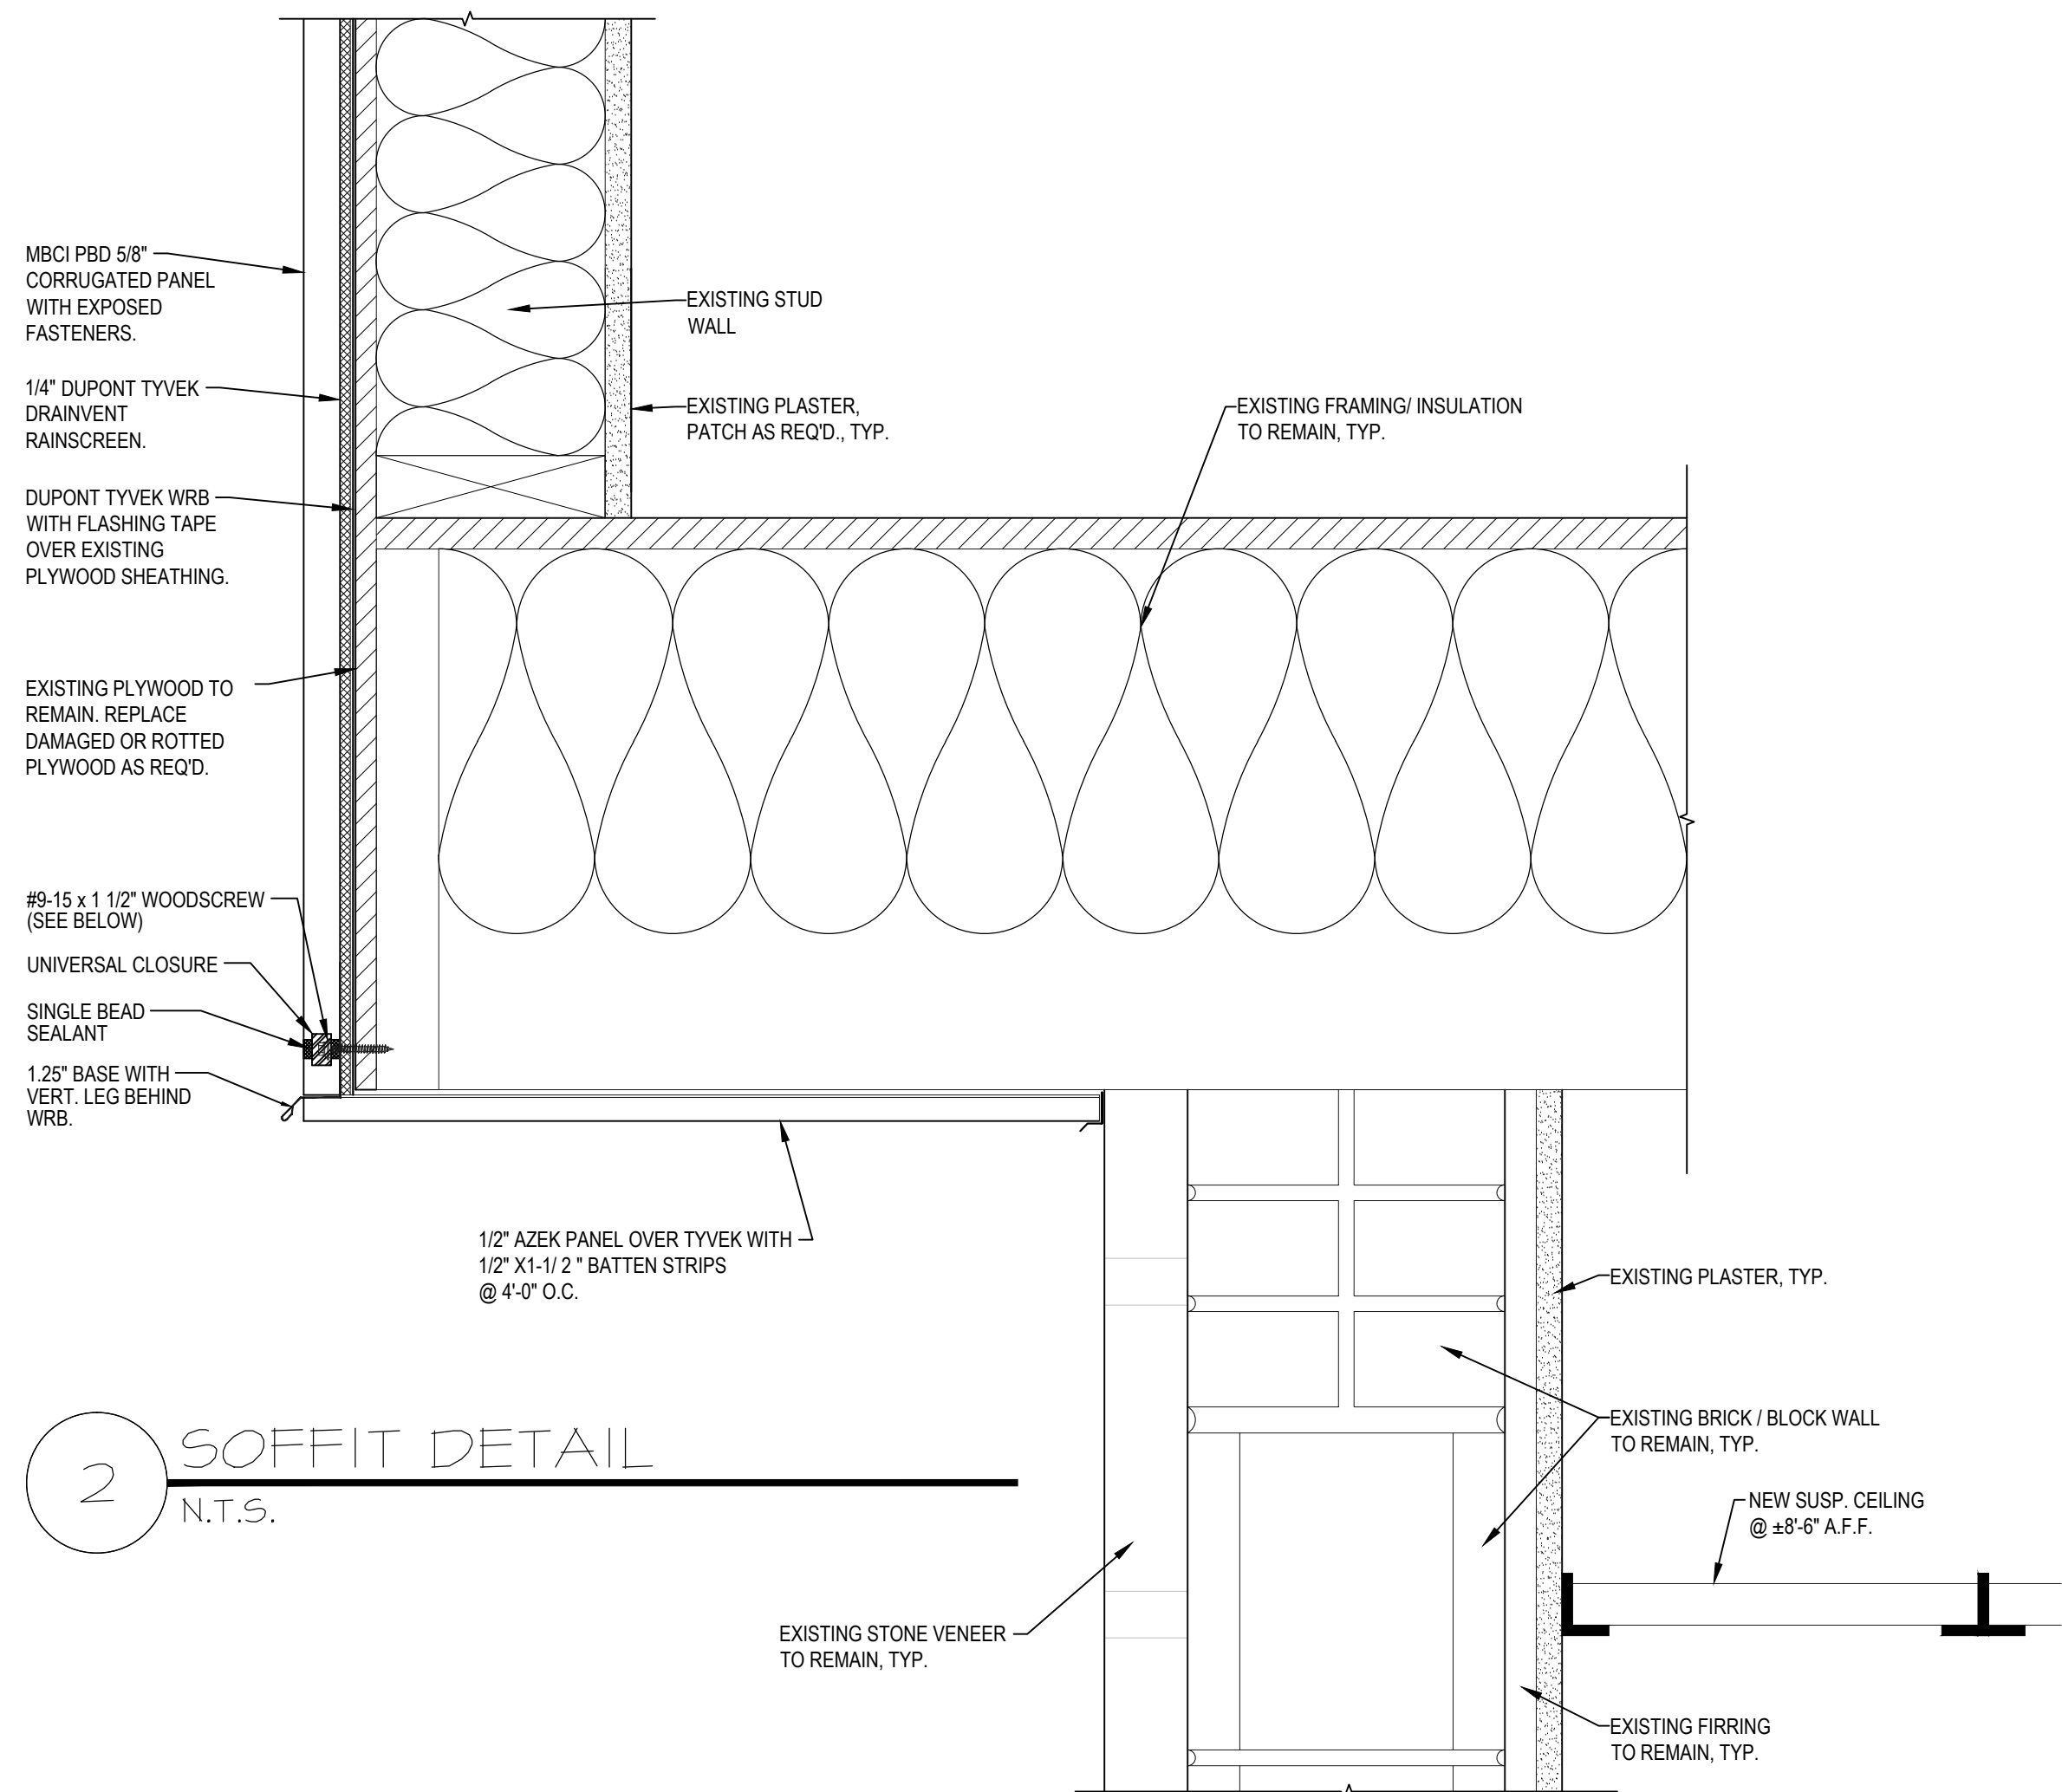 MBCI PBD 5/8"
CORRUGATED PANEL
WITH EXPOSED
FASTENERS.
1/4" DUPONT TYVEK
DRAINVENT
RAINSCREEN.
DUPONT TYVEK WRB
WITH FLASHING TAPE
OVER EXISTING
PLYWOOD SHEATHING.
EXISTING PLYWOOD TO
REMAIN. REPLACE
DAMAGED OR ROTTED
PLYWOOD AS REQ'D.
#9-15 x 1 1/2" WOODSCREW
(SEE BELOW)
UNIVERSAL CLOSURE
SINGLE BEAD
SEALANT
1.25" BASE WITH
VERT. LEG BEHIND
WRB.
EXISTING STUD
WALL
EXISTING PLASTER,
PATCH AS REQ'D., TYP.
EXISTING FRAMING/ INSULATION
TO REMAIN, TYP.
1/2" AZEK PANEL OVER TYVEK WITH
1/2" X1-1/ 2 " BATTEN STRIPS
@ 4'-0" O.C.
EXISTING PLASTER, TYP.
EXISTING BRICK / BLOCK WALL
TO REMAIN, TYP.
NEW SUSP. CEILING
@ ±8'-6" A.F.F.
EXISTING STONE VENEER
TO REMAIN, TYP.
EXISTING FIRRING
TO REMAIN, TYP.
2
SOFFIT DETAIL
N.T.S.